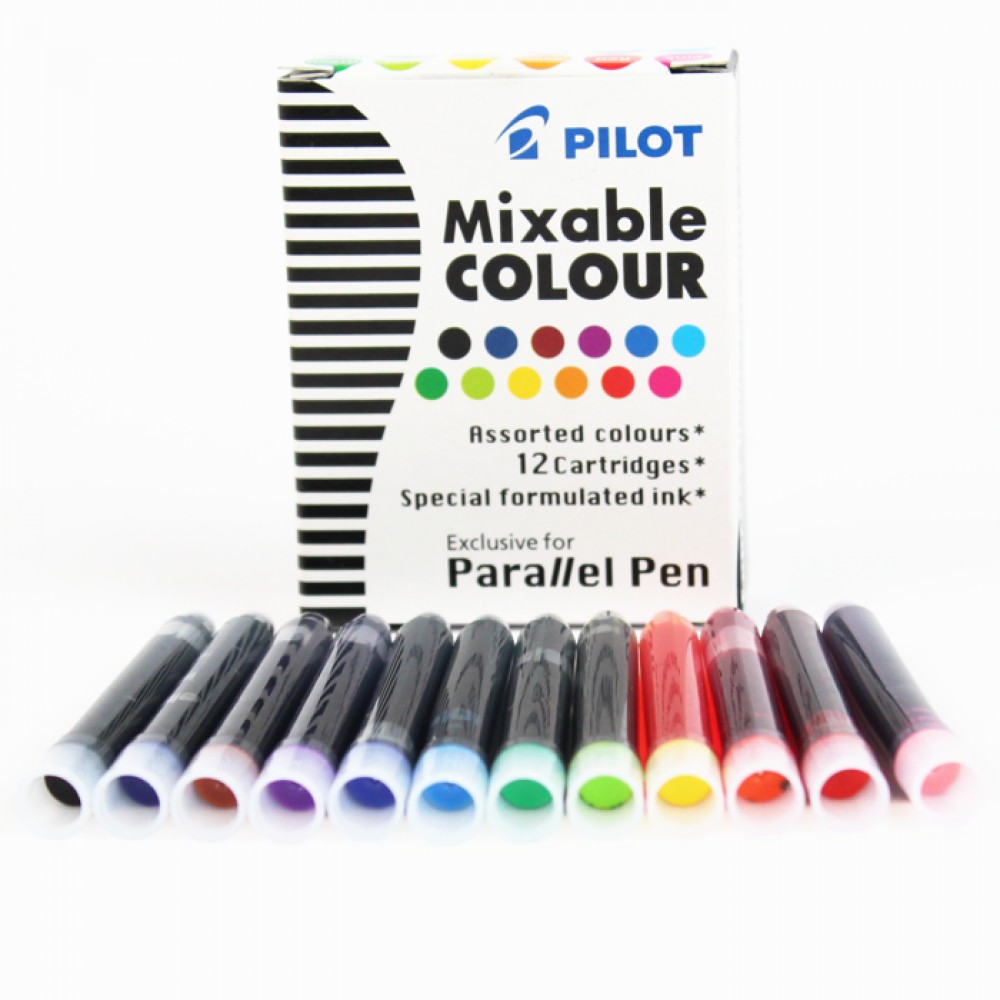 PILOT
Mixable
COLOUR
Assorted colours*
12 Cartridges*
Special formulated ink*
Exclusive for
Parallel Pen